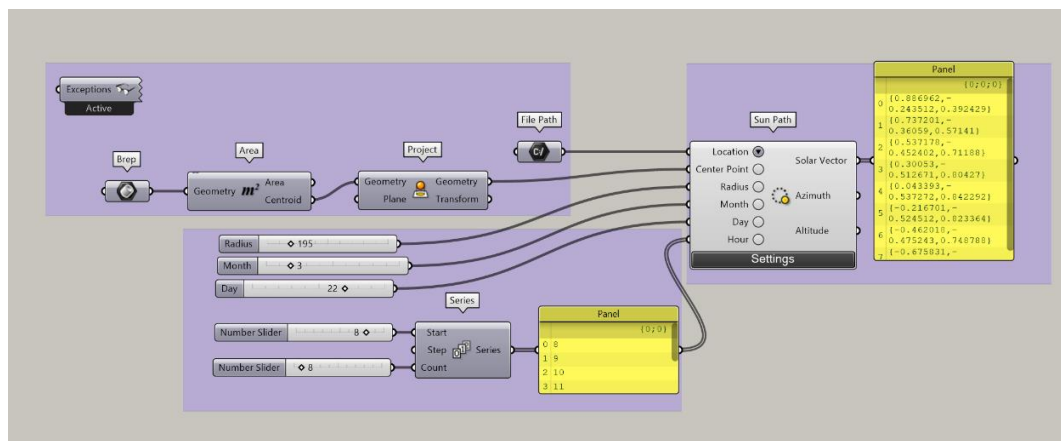 Exceptions
Active
Brep
Area
Geometry m² Area
Centroid
Project
Geometry Geometry
Plane Transform
File Path
C:/
Sun Path
Location
Center Point
Radius
Month
Day
Hour
Solar Vector
Azimuth
Altitude
Settings
Panel
{0;0;0}
0 {0.886962,-
0.243512,0.392429}
1 {0.737201,-
0.36059,0.57141}
2 {0.537178,-
0.452402,0.71188}
3 {0.30053,-
0.512671,0.80427}
4 {0.043393,-
0.537272,0.842292}
5 {-0.216701,-
0.524512,0.823364}
6 {-0.462018,-
0.475243,0.748788}
7 {-0.675831,-
Radius 195
Month 3
Day 22
Number Slider 8
Number Slider 8
Series
Start
Step Series
Count
Panel
{0;0}
0 8
1 9
2 10
3 11